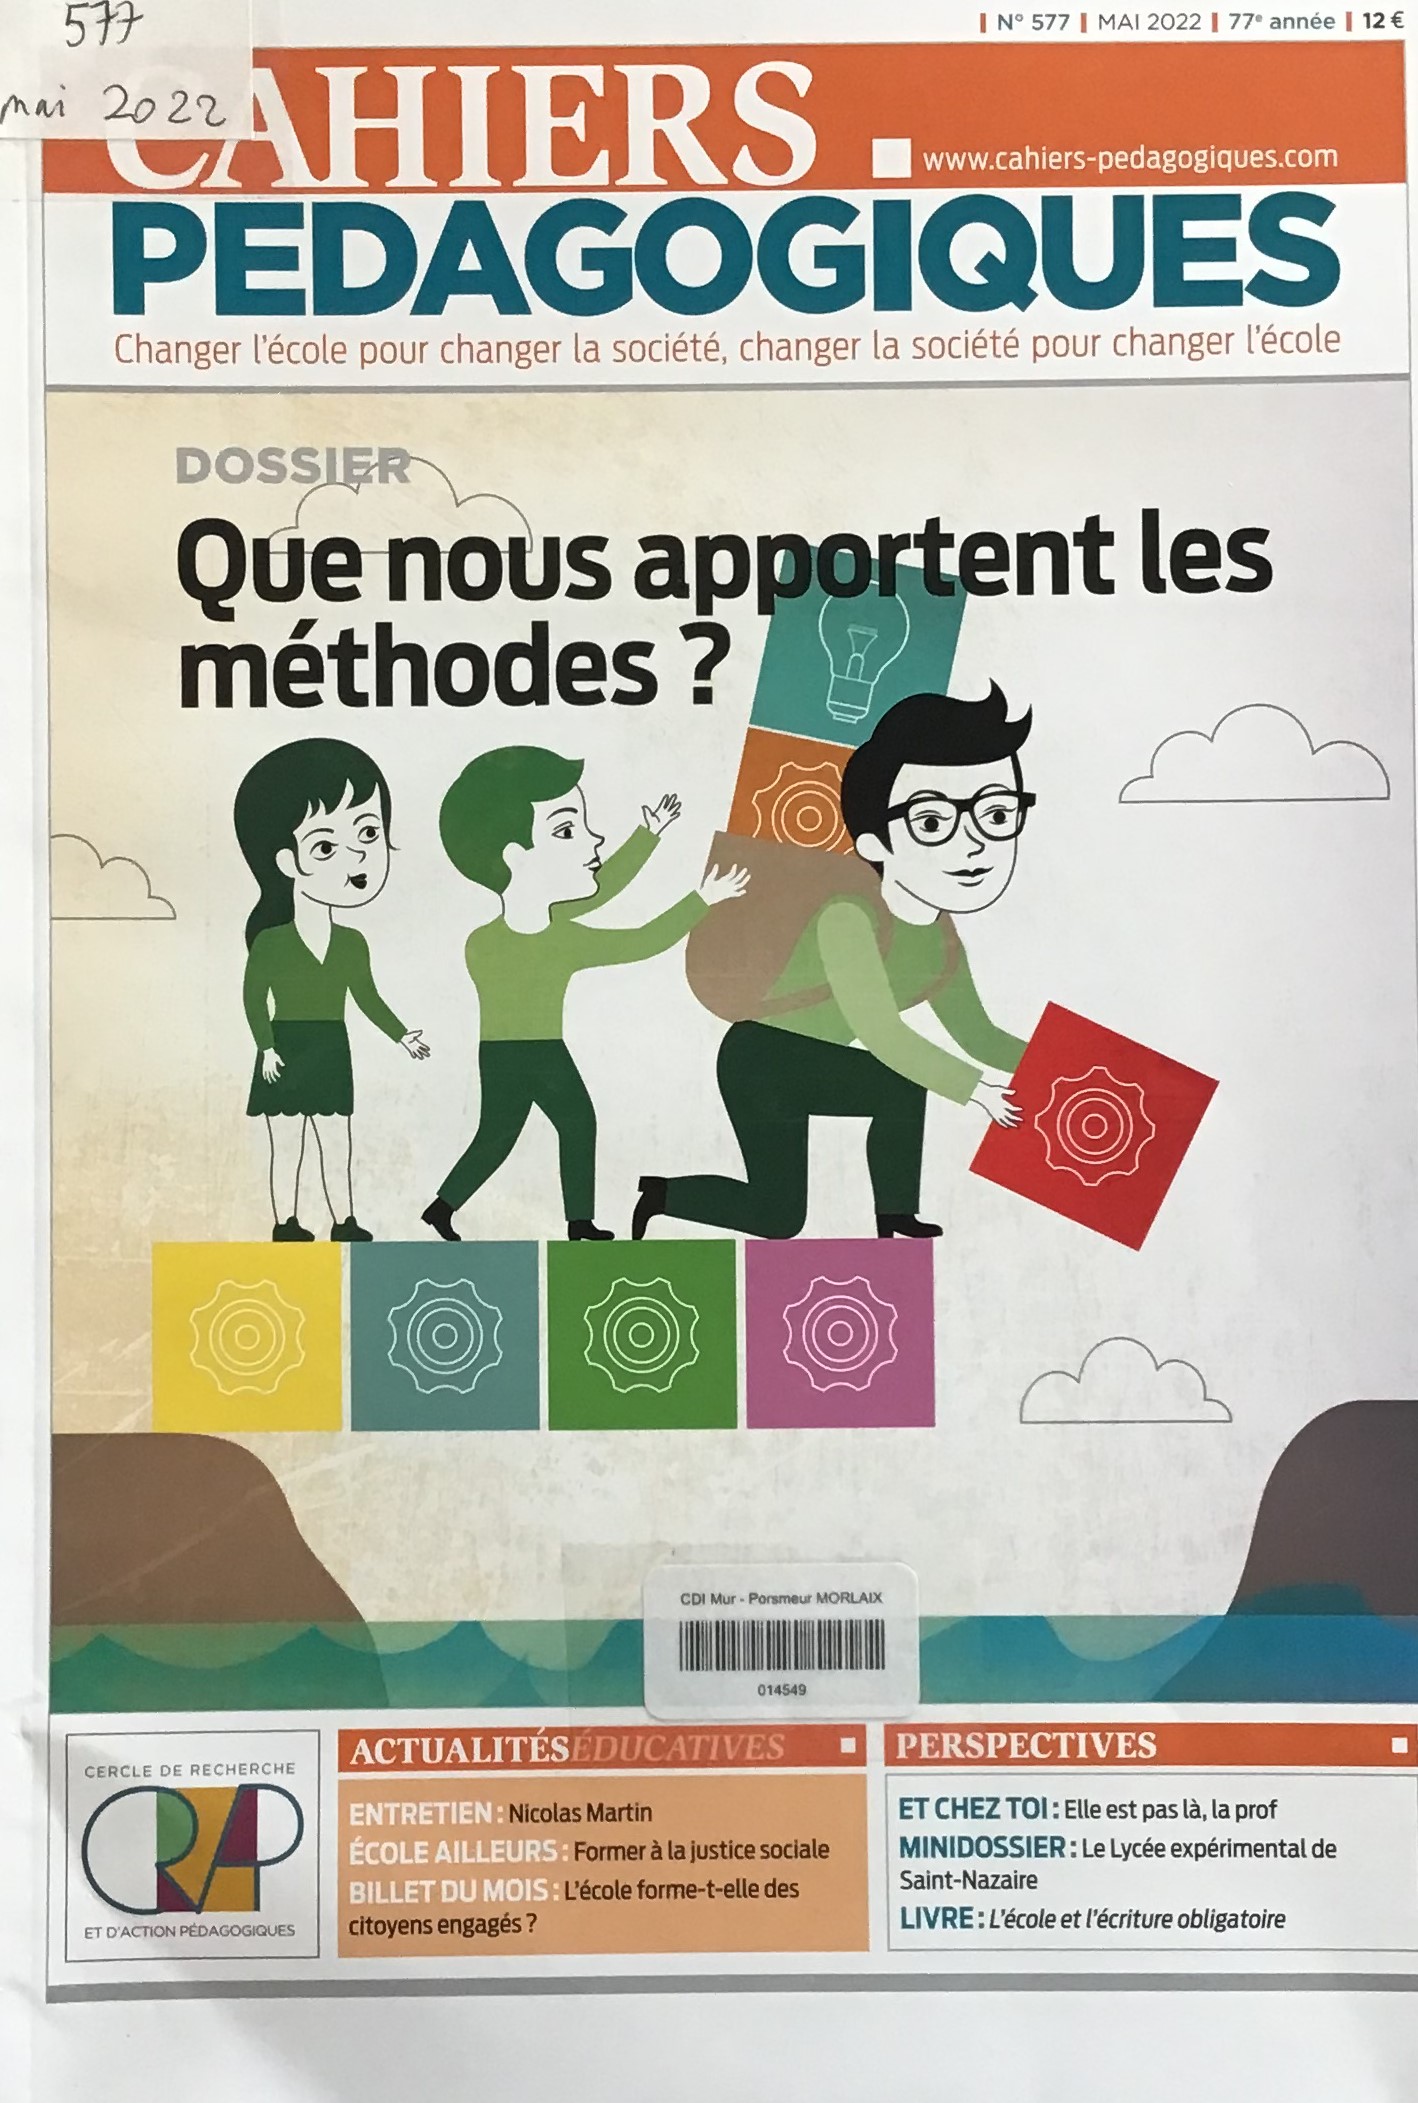 577
mai 2022
| N° 577 | MAI 2022 | 77e année | 12 €
CAHIERS
www.cahiers-pedagogiques.com
PEDAGOGIQUES
Changer l'école pour changer la société, changer la société pour changer l'école
DOSSIER
Que nous apportent les
méthodes ?
CDI Mur - Porsmeur MORLAIX
014549
CERCLE DE RECHERCHE
CRAP
ET D'ACTION PÉDAGOGIQUES
ACTUALITÉS ÉDUCATIVES
ENTRETIEN : Nicolas Martin
ÉCOLE AILLEURS : Former à la justice sociale
BILLET DU MOIS : L'école forme-t-elle des
citoyens engagés ?
PERSPECTIVES
ET CHEZ TOI : Elle est pas là, la prof
MINIDOSSIER : Le Lycée expérimental de
Saint-Nazaire
LIVRE : L'école et l'écriture obligatoire